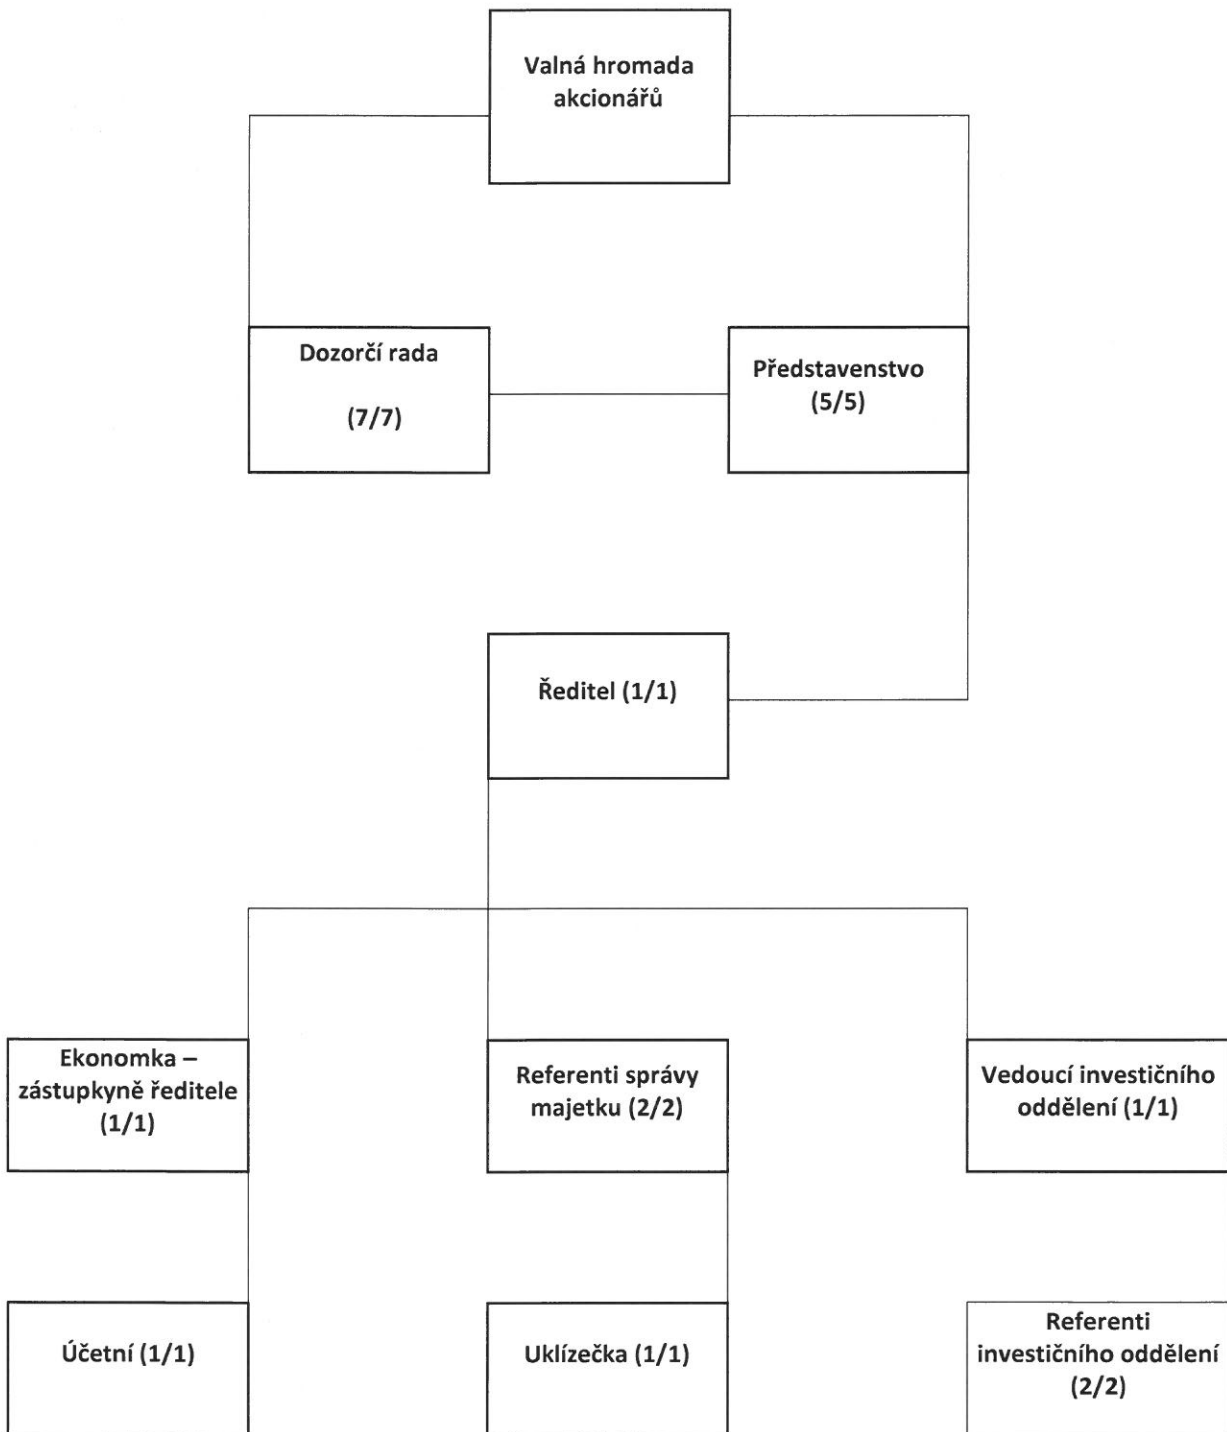 Valná hromada
akcionářů
Dozorčí rada
(7/7)
Představenstvo
(5/5)
Ředitel (1/1)
Ekonomka –
zástupkyně ředitele
(1/1)
Referenti správy
majetku (2/2)
Vedoucí investičního
oddělení (1/1)
Účetní (1/1)
Uklízečka (1/1)
Referenti
investičního oddělení
(2/2)